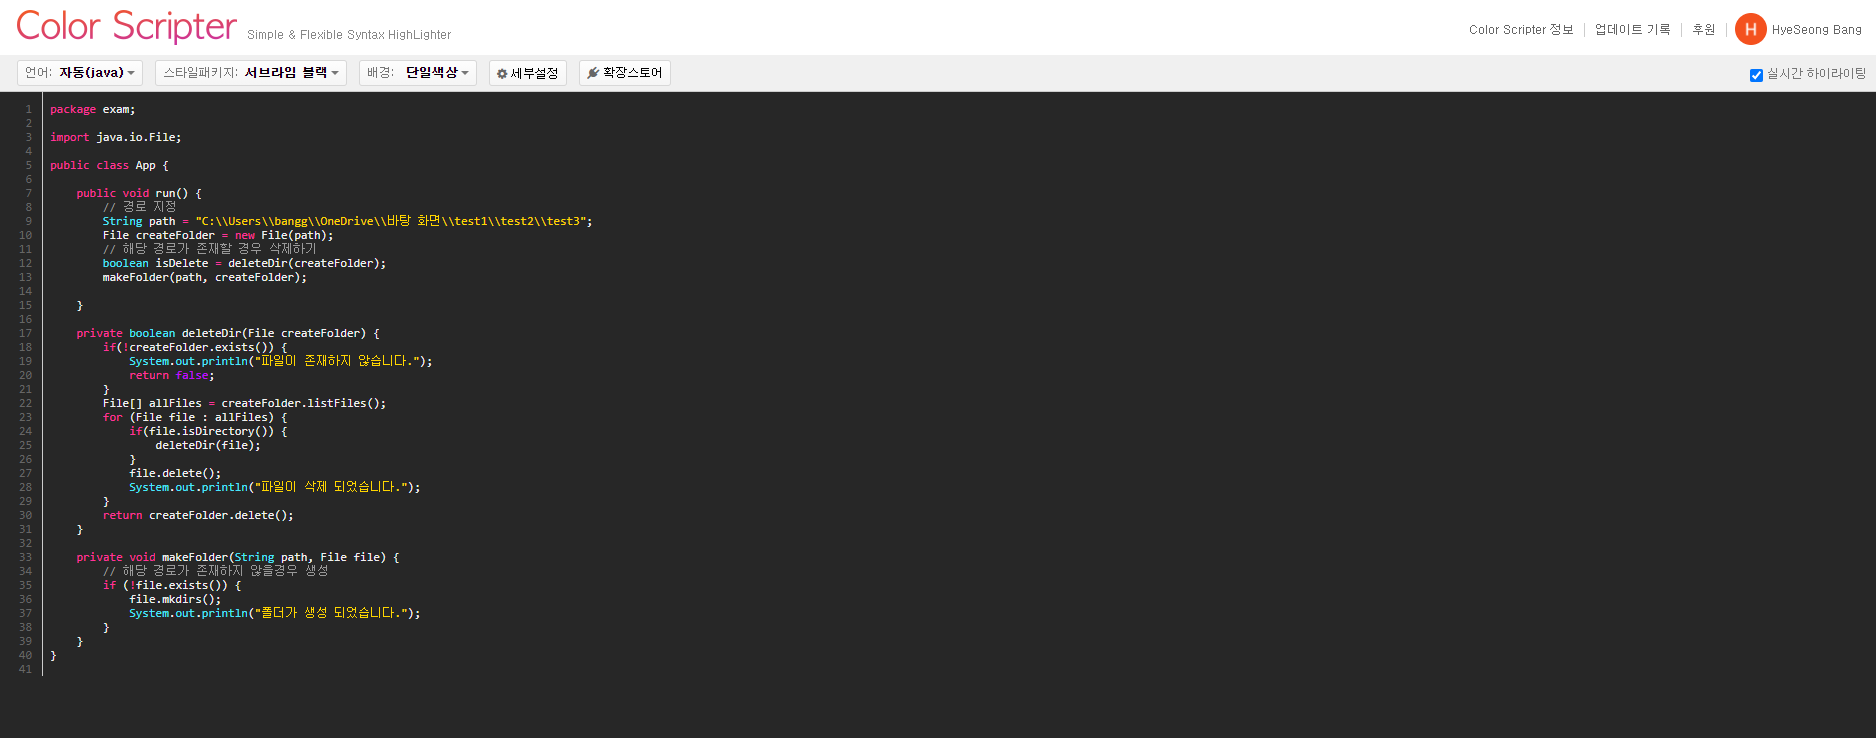 Color Scripter Simple & Flexible Syntax HighLighter
Color Scripter 정보 업데이트 기록 후원 H HyeSeong Bang
언어: 자동(java) 스타일패키지: 서브라임 블랙 배경: 단일색상 세부설정 확장스토어 실시간 하이라이팅
1 package exam;
2
3 import java.io.File;
4
5 public class App {
6
7     public void run() {
8         // 경로 지정
9         String path = "C:\\Users\\bangg\\OneDrive\\바탕 화면\\test1\\test2\\test3";
10         File createFolder = new File(path);
11         // 해당 경로가 존재할 경우 삭제하기
12         boolean isDelete = deleteDir(createFolder);
13         makeFolder(path, createFolder);
14
15     }
16
17     private boolean deleteDir(File createFolder) {
18         if(!createFolder.exists()) {
19             System.out.println("파일이 존재하지 않습니다.");
20             return false;
21         }
22         File[] allFiles = createFolder.listFiles();
23         for (File file : allFiles) {
24             if(file.isDirectory()) {
25                 deleteDir(file);
26             }
27             file.delete();
28             System.out.println("파일이 삭제 되었습니다.");
29         }
30         return createFolder.delete();
31     }
32
33     private void makeFolder(String path, File file) {
34         // 해당 경로가 존재하지 않을경우 생성
35         if (!file.exists()) {
36             file.mkdirs();
37             System.out.println("폴더가 생성 되었습니다.");
38         }
39     }
40 }
41